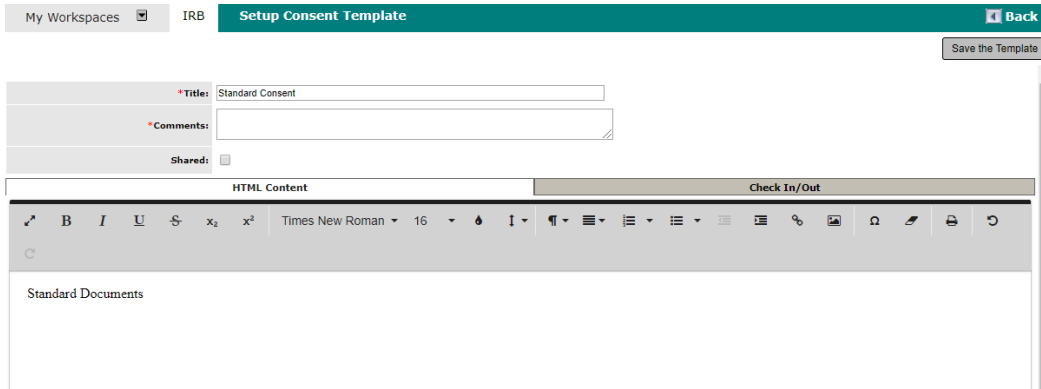 My Workspaces IRB Setup Consent Template Back
Save the Template
*Title: Standard Consent
*Comments:
Shared:
HTML Content Check In/Out
B I U S x₂ x² Times New Roman 16 ¶ Ω
Standard Documents